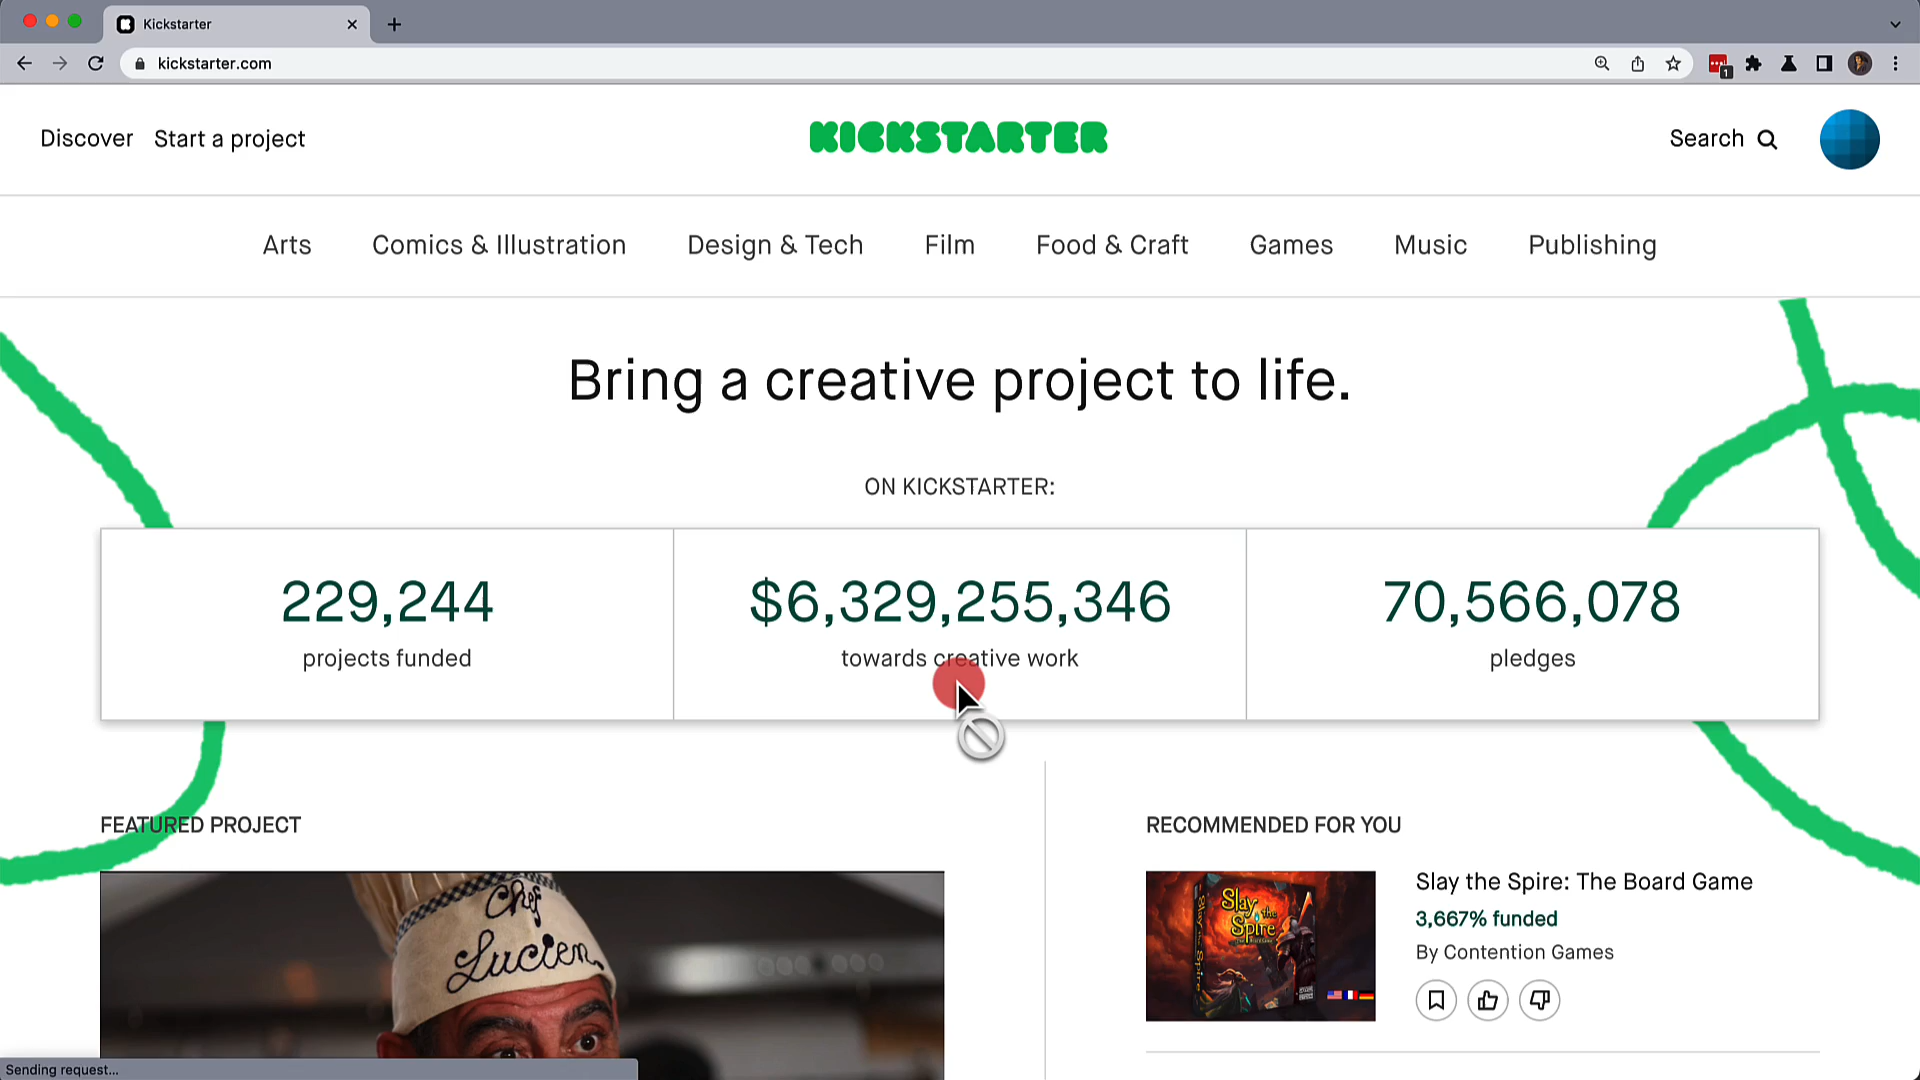 Kickstarter
kickstarter.com
1
Discover Start a project
KICKSTARTER
Search
Arts Comics & Illustration Design & Tech Film Food & Craft Games Music Publishing
Bring a creative project to life.
ON KICKSTARTER:
229,244
projects funded
$6,329,255,346
towards creative work
70,566,078
pledges
FEATURED PROJECT
Chef
Lucien
RECOMMENDED FOR YOU
Slay the Spire
Slay the Spire: The Board Game
3,667% funded
By Contention Games
Sending request...